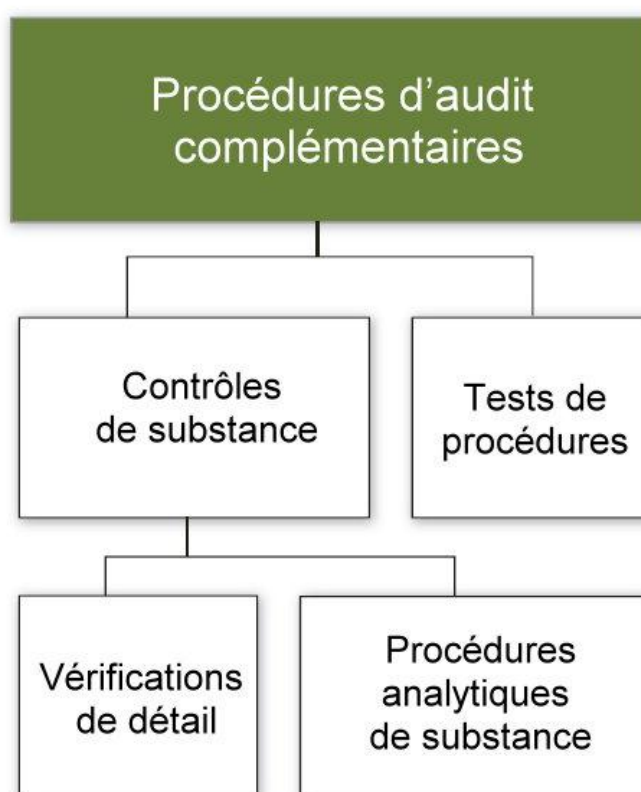 Procédures d’audit
complémentaires
Contrôles
de substance
Tests de
procédures
Vérifications
de détail
Procédures
analytiques
de substance